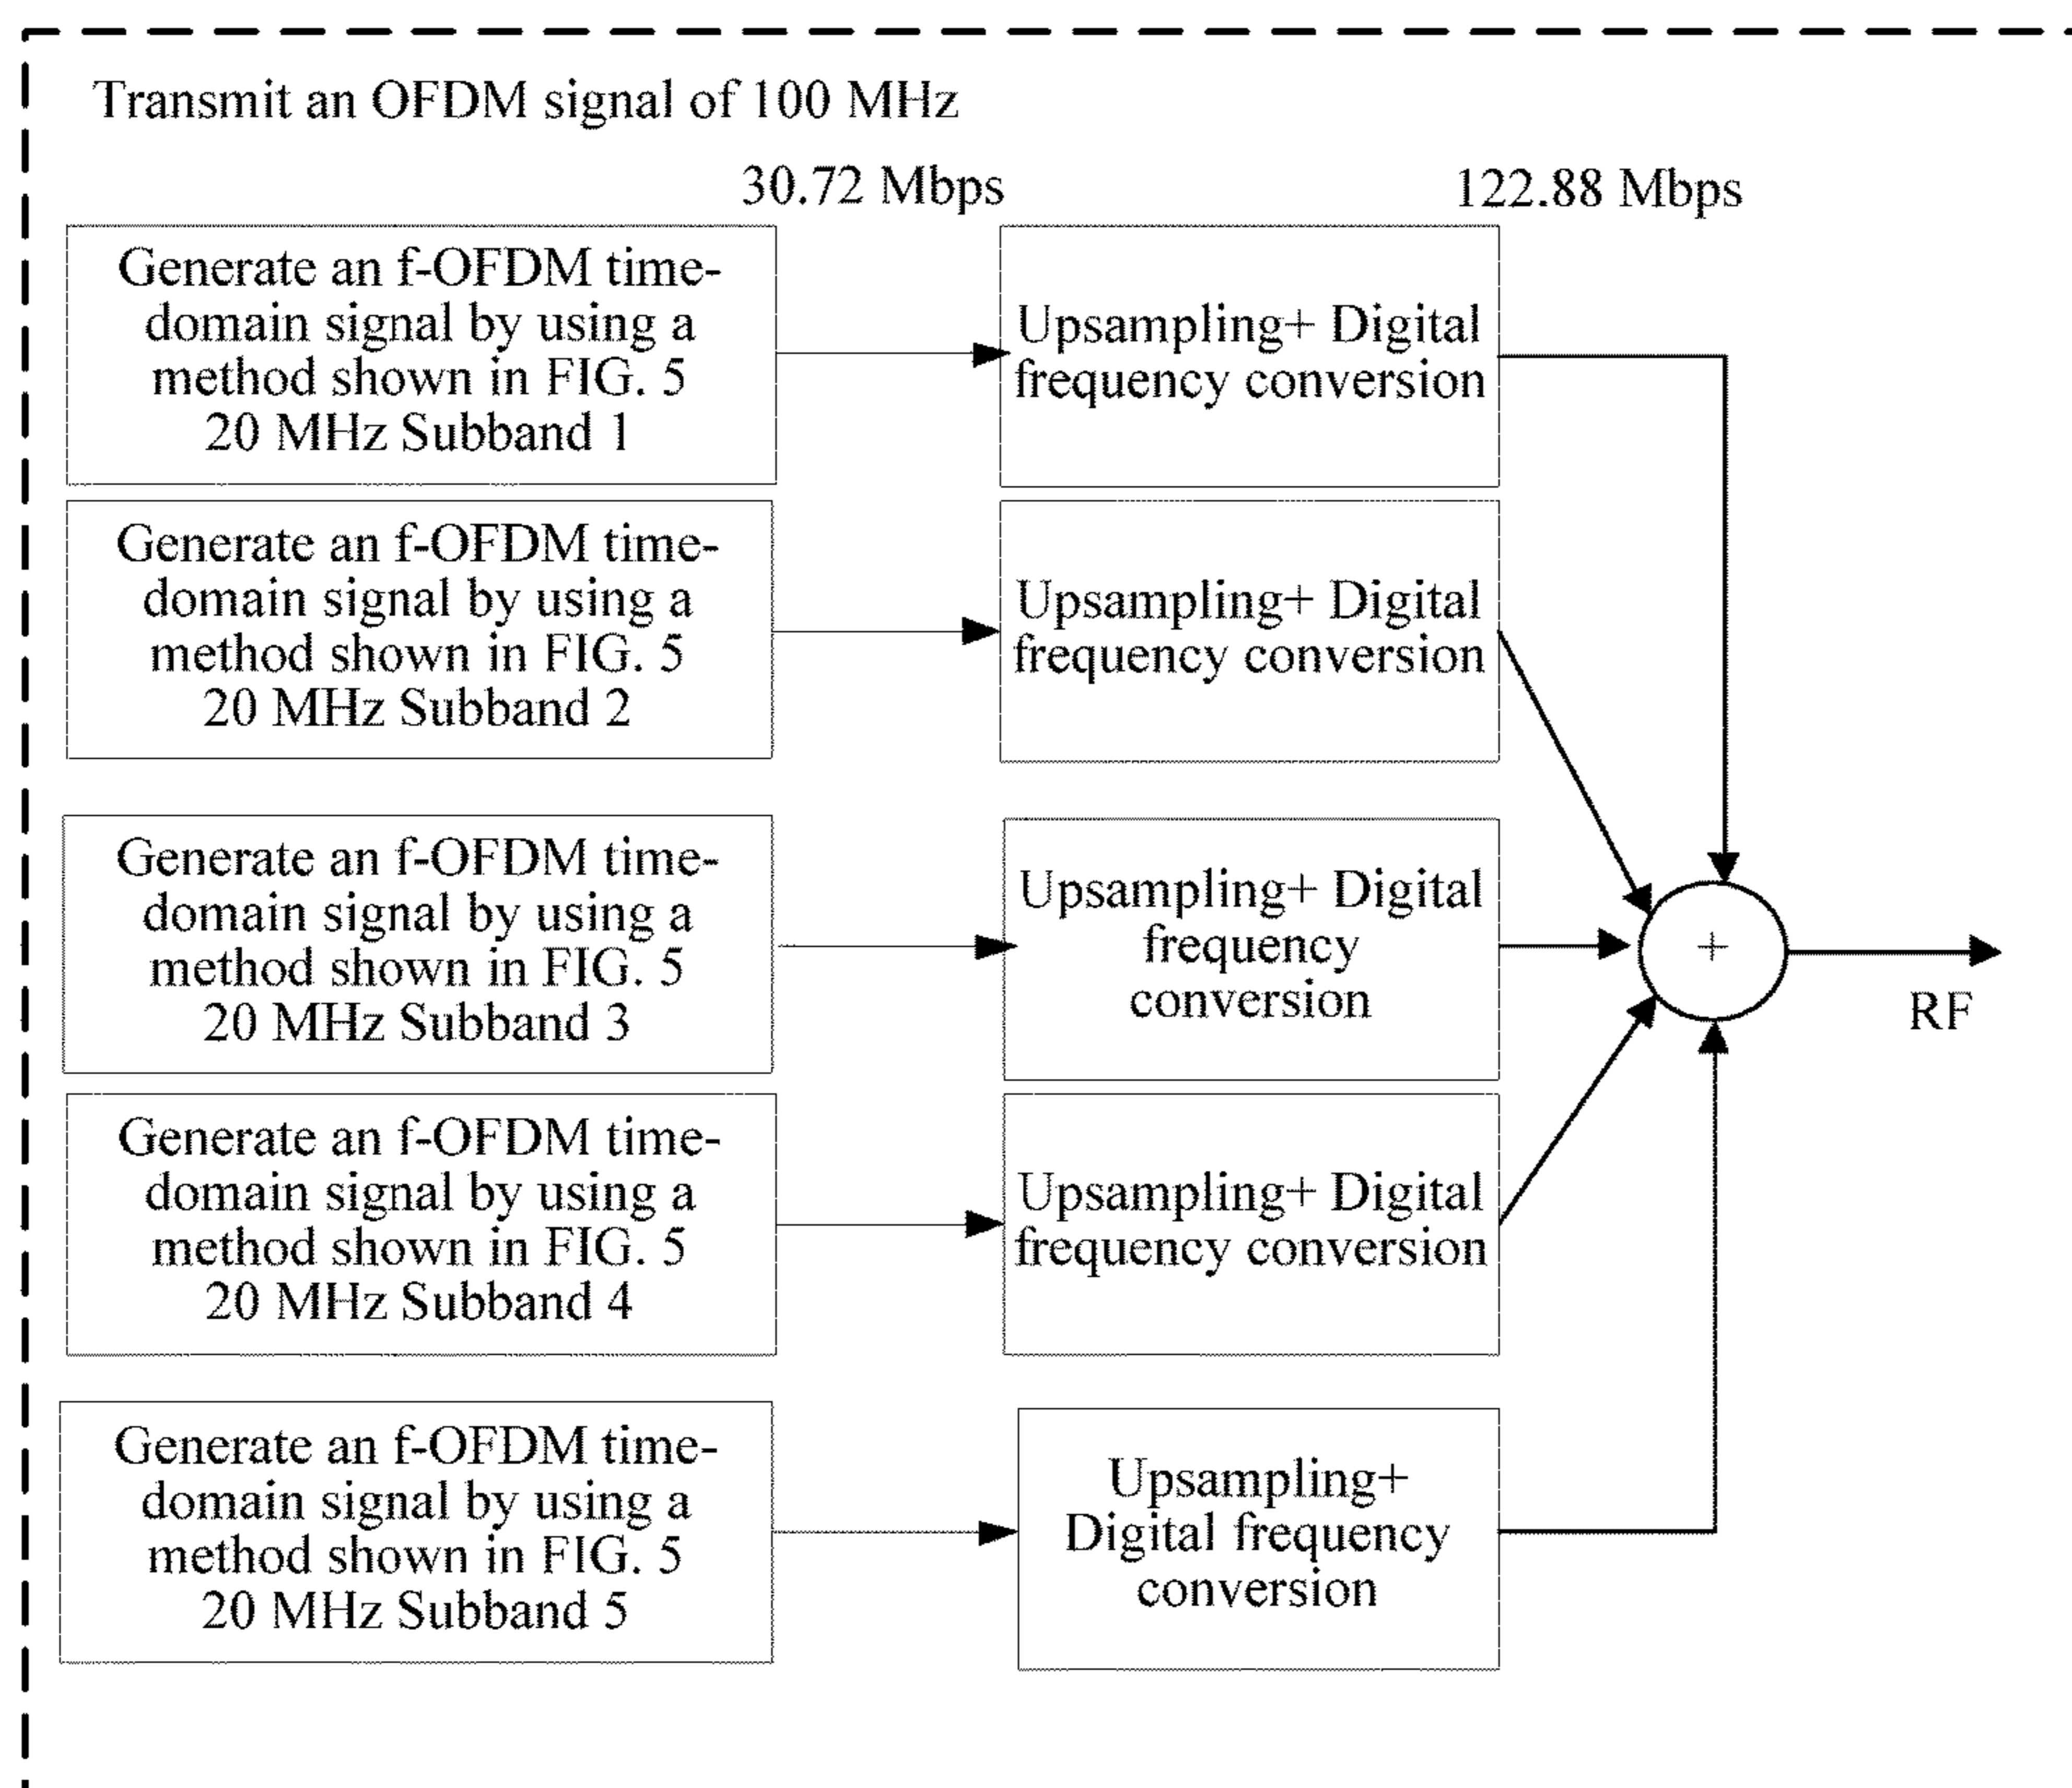 Transmit an OFDM signal of 100 MHz
30.72 Mbps
122.88 Mbps
Generate an f-OFDM time-
domain signal by using a
method shown in FIG. 5
20 MHz Subband 1
Upsampling+ Digital
frequency conversion
Generate an f-OFDM time-
domain signal by using a
method shown in FIG. 5
20 MHz Subband 2
Upsampling+ Digital
frequency conversion
Generate an f-OFDM time-
domain signal by using a
method shown in FIG. 5
20 MHz Subband 3
Upsampling+ Digital
frequency
conversion
+
RF
Generate an f-OFDM time-
domain signal by using a
method shown in FIG. 5
20 MHz Subband 4
Upsampling+ Digital
frequency conversion
Generate an f-OFDM time-
domain signal by using a
method shown in FIG. 5
20 MHz Subband 5
Upsampling+
Digital frequency
conversion